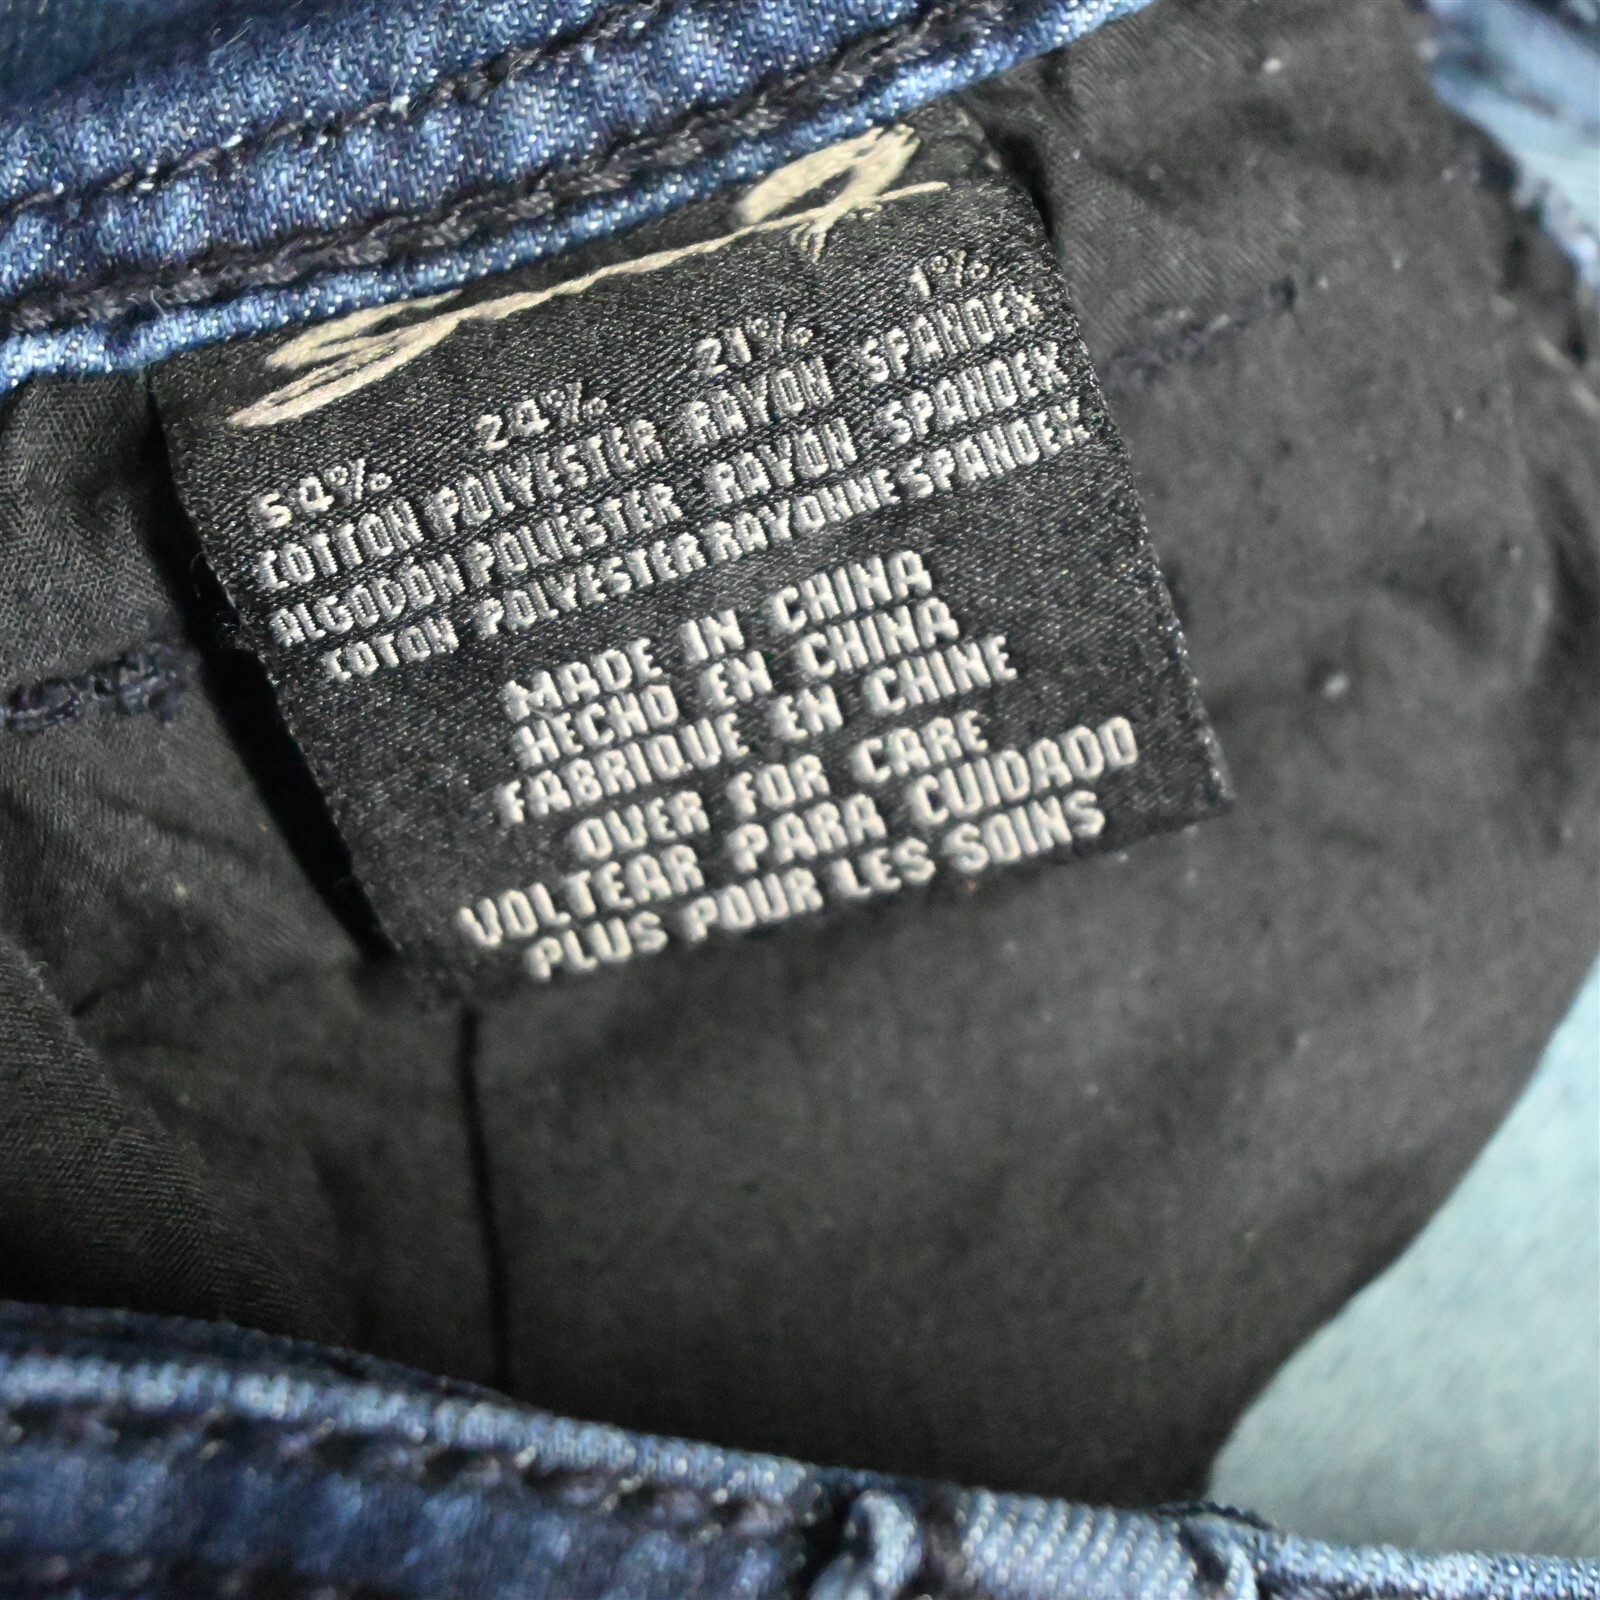 54% 24% 21% 1%
COTTON POLYESTER RAYON SPANDEX
ALGODON POLIESTER RAYON SPANDEX
COTON POLYESTER RAYONNE SPANDEX
MADE IN CHINA
HECHO EN CHINA
FABRIQUE EN CHINE
OVER FOR CARE
VOLTEAR PARA CUIDADO
PLUS POUR LES SOINS